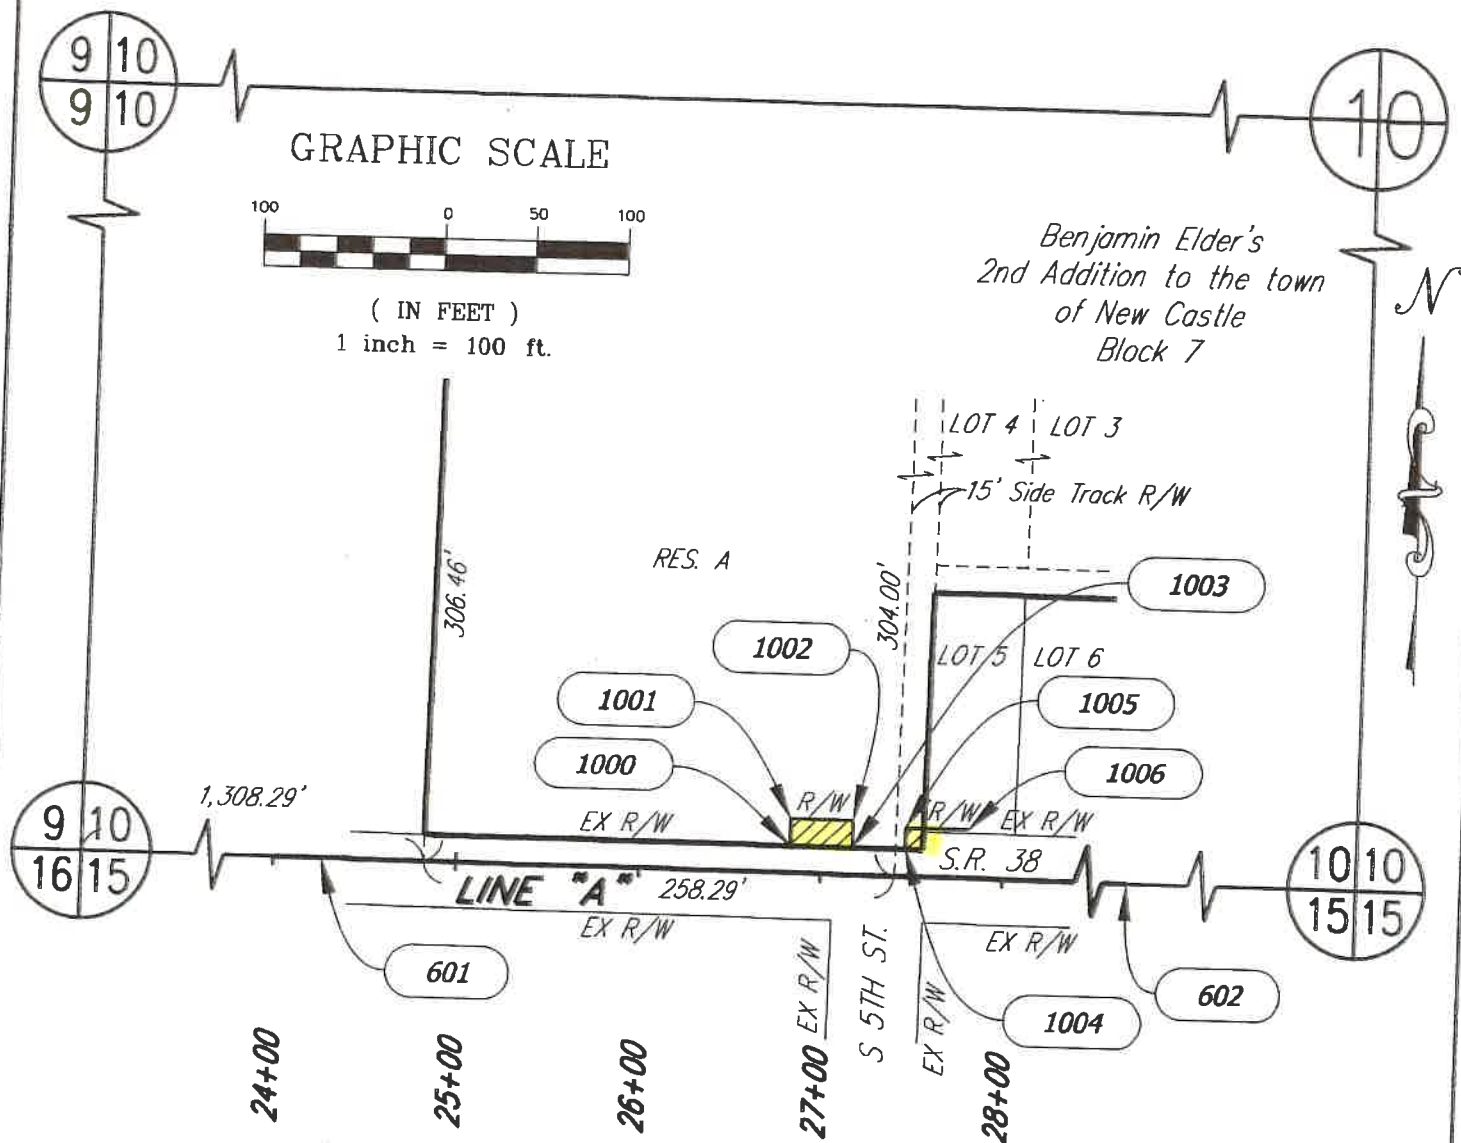 9 10
9 10
10
GRAPHIC SCALE
100 0 50 100
( IN FEET )
1 inch = 100 ft.
Benjamin Elder's
2nd Addition to the town
of New Castle
Block 7
N
LOT 4 LOT 3
15' Side Track R/W
306.46'
RES. A
304.00'
1003
1002
LOT 5 LOT 6
1001
1005
1000
1006
1,308.29'
R/W
R/W
EX R/W
EX R/W
S.R. 38
9 10
16 15
10 10
15 15
LINE "A" 258.29'
EX R/W
EX R/W
601
602
1004
EX R/W
S 5TH ST.
EX R/W
24+00
25+00
26+00
27+00
28+00